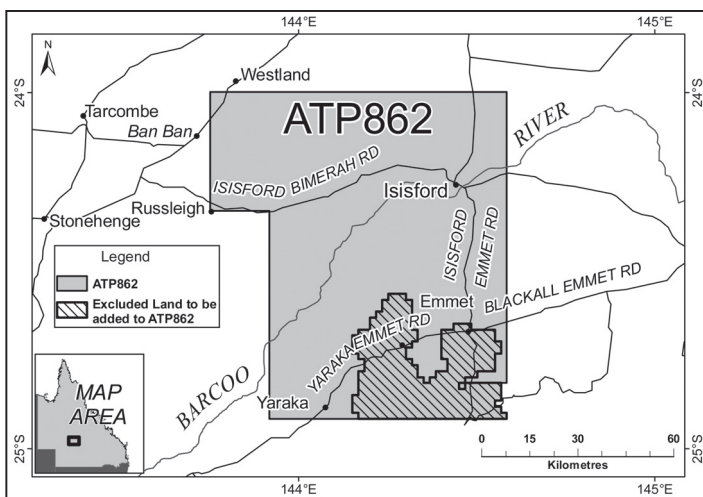 144°E
145°E
N
Westland
24°S
24°S
Tarcombe
ATP862
Ban Ban
RIVER
ISISFORD BIMERAH RD
Isisford
Russleigh
Stonehenge
ISISFORD
EMMET RD
Legend
ATP862
Excluded Land to be
added to ATP862
Emmet
BLACKALL EMMET RD
YARAKA EMMET RD
BARCOO
MAP
AREA
Yaraka
25°S
25°S
0 15 30 60
Kilometres
144°E
145°E